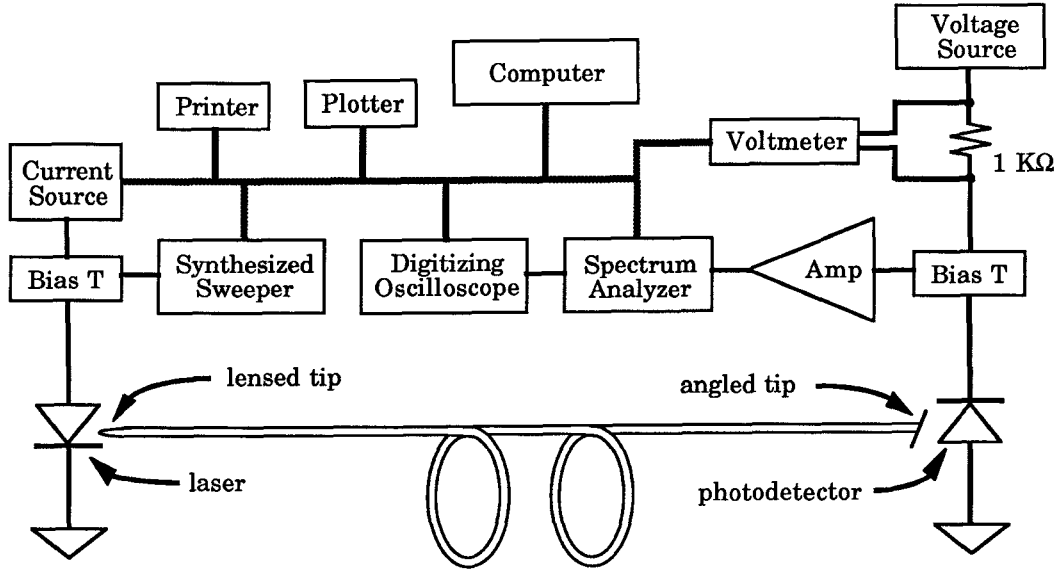 Voltage
Source
Computer
Printer
Plotter
Voltmeter
1 KΩ
Current
Source
Bias T
Synthesized
Sweeper
Digitizing
Oscilloscope
Spectrum
Analyzer
Amp
Bias T
lensed tip
angled tip
laser
photodetector